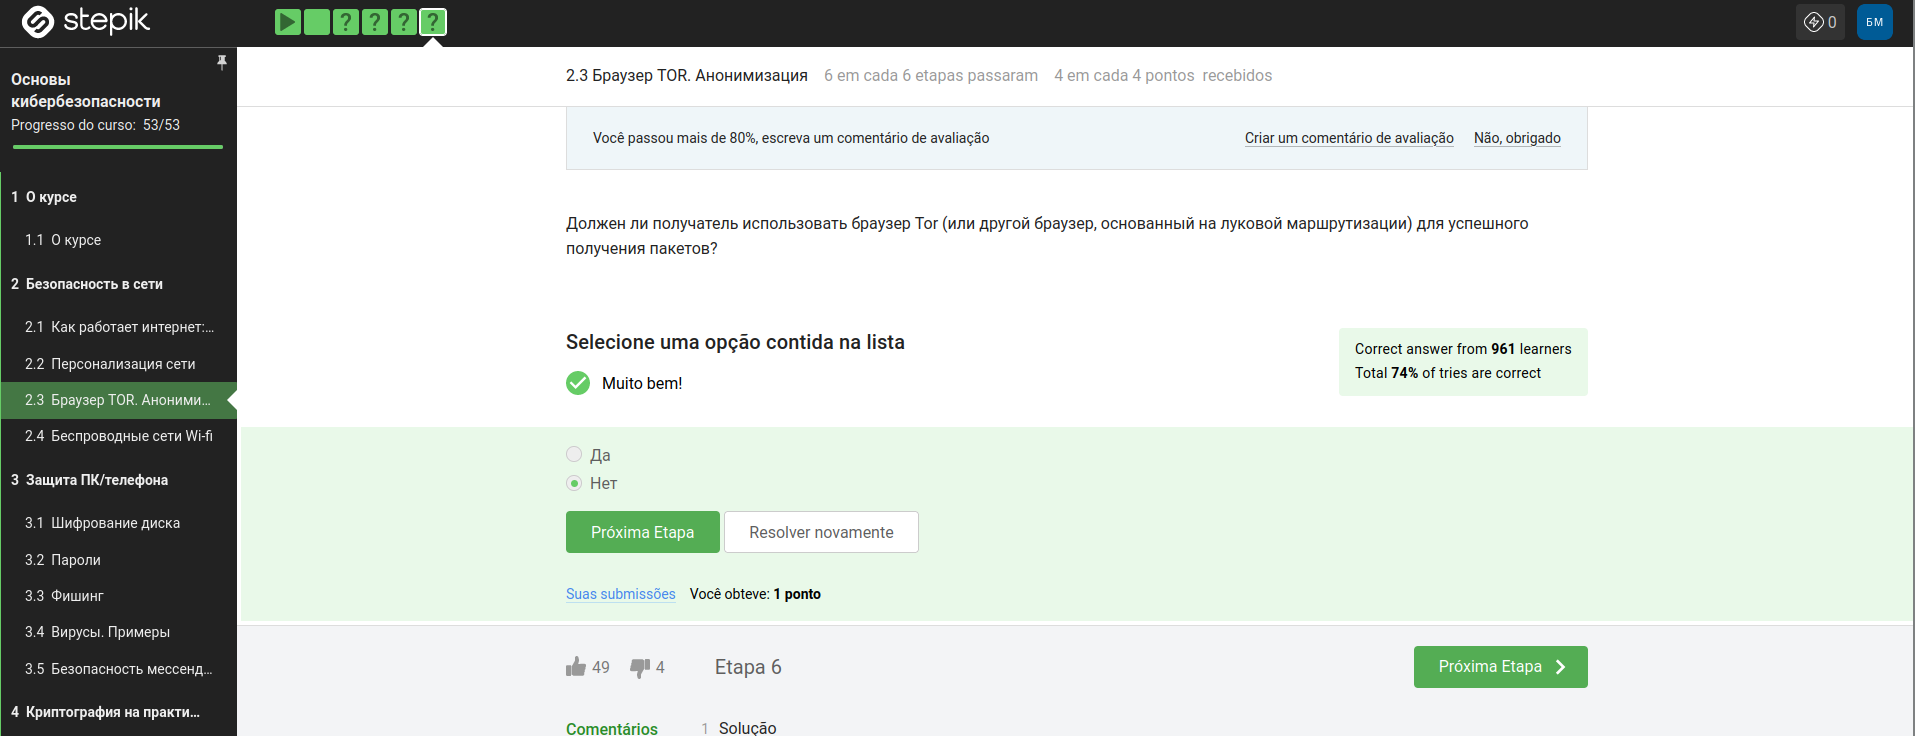 stepik
?
?
?
?
0
БМ
Основы
кибербезопасности
Progresso do curso: 53/53
1 О курсе
1.1 О курсе
2 Безопасность в сети
2.1 Как работает интернет:...
2.2 Персонализация сети
2.3 Браузер TOR. Аноними...
2.4 Беспроводные сети Wi-fi
3 Защита ПК/телефона
3.1 Шифрование диска
3.2 Пароли
3.3 Фишинг
3.4 Вирусы. Примеры
3.5 Безопасность мессенд...
4 Криптография на практи...
2.3 Браузер TOR. Анонимизация 6 em cada 6 etapas passaram 4 em cada 4 pontos recebidos
Você passou mais de 80%, escreva um comentário de avaliação
Criar um comentário de avaliação Não, obrigado
Должен ли получатель использовать браузер Tor (или другой браузер, основанный на луковой маршрутизации) для успешного
получения пакетов?
Selecione uma opção contida na lista
Muito bem!
Correct answer from 961 learners
Total 74% of tries are correct
Да
Нет
Próxima Etapa Resolver novamente
Suas submissões Você obteve: 1 ponto
49 4 Etapa 6
Próxima Etapa
Comentários 1 Solução